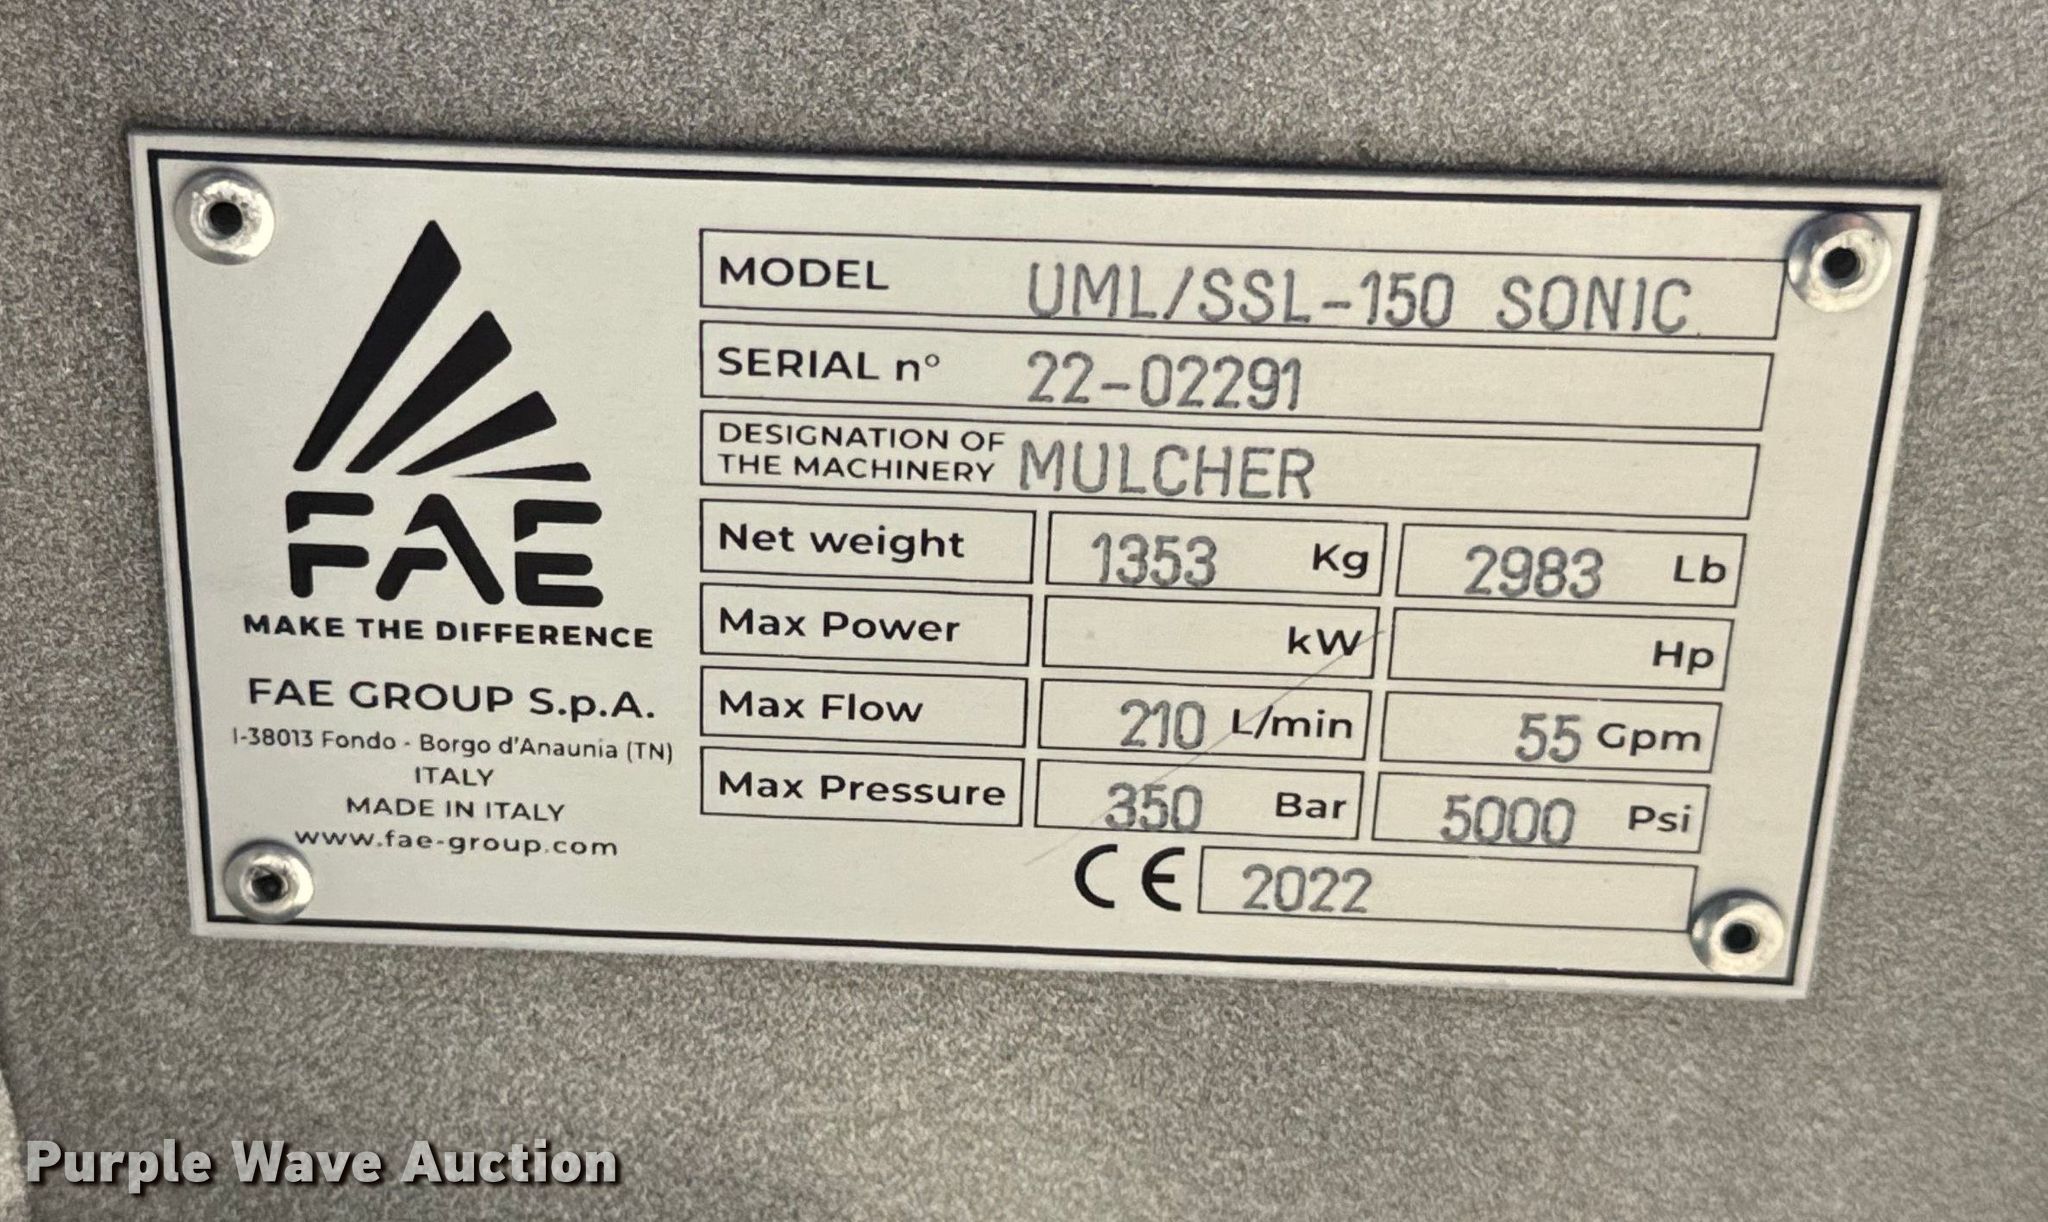 FAE
MAKE THE DIFFERENCE
FAE GROUP S.p.A.
I-38013 Fondo - Borgo d'Anaunia (TN)
ITALY
MADE IN ITALY
www.fae-group.com
MODEL UML/SSL-150 SONIC
SERIAL n° 22-02291
DESIGNATION OF
THE MACHINERY MULCHER
Net weight 1353 Kg 2983 Lb
Max Power kW Hp
Max Flow 210 L/min 55 Gpm
Max Pressure 350 Bar 5000 Psi
CE 2022
Purple Wave Auction